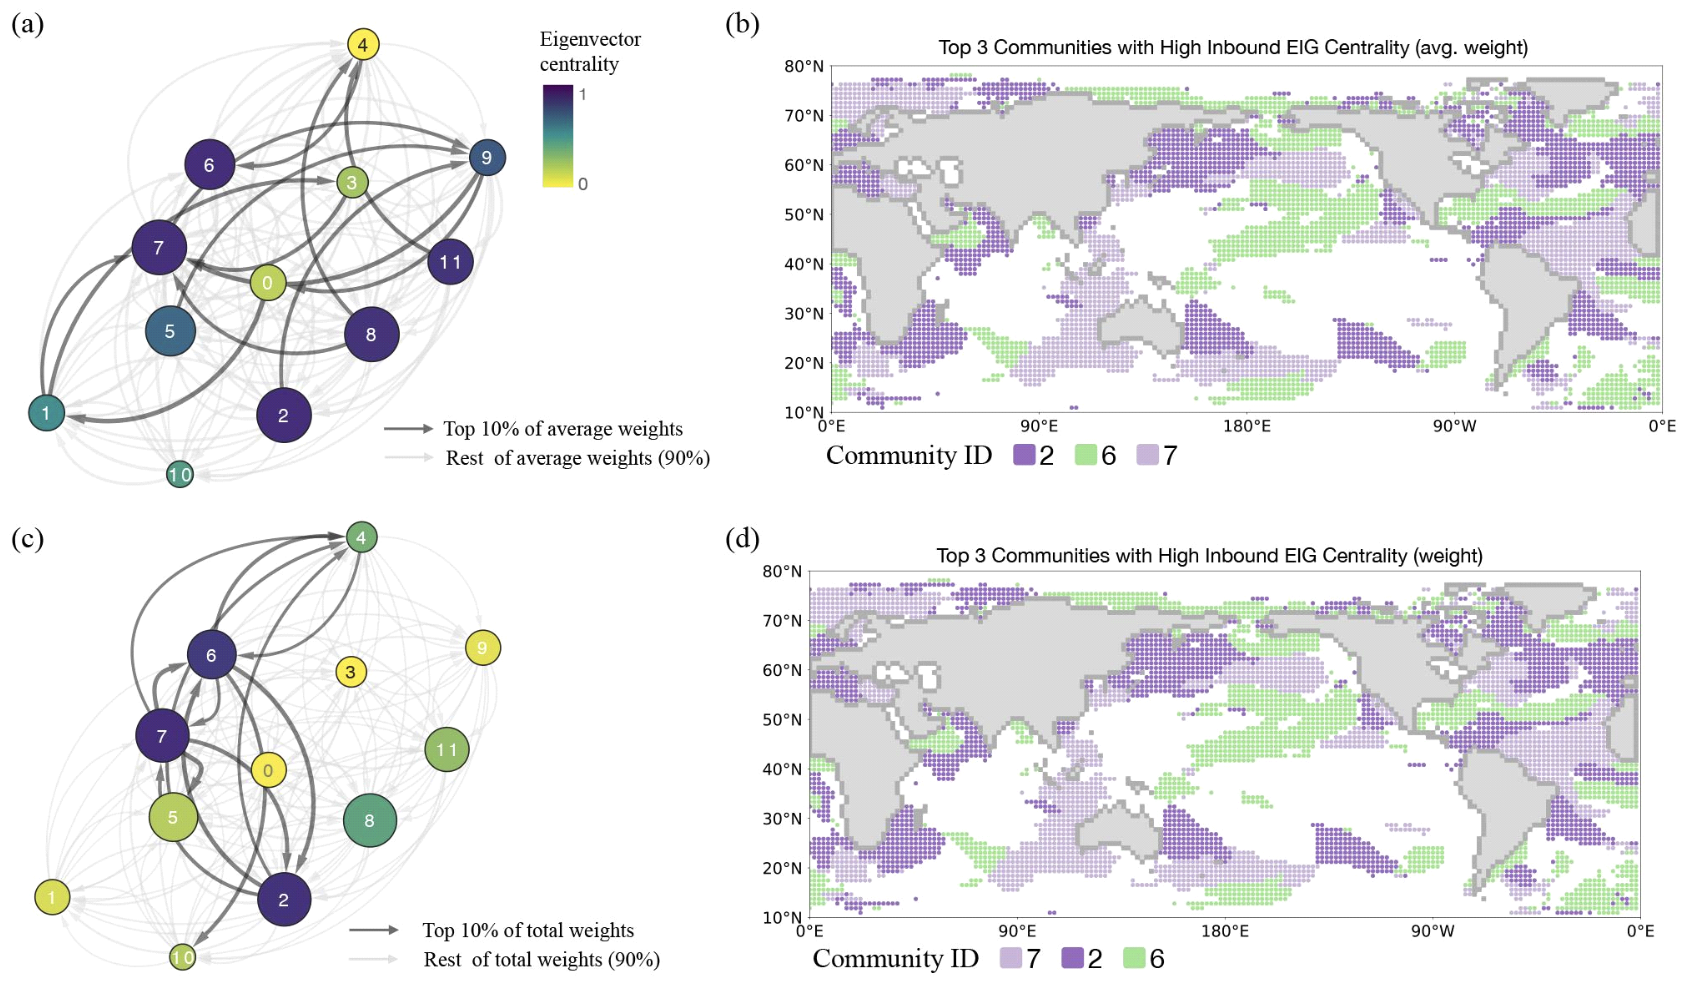 (a)
4
Eigenvector
centrality
1
0
6
9
3
7
11
0
5
8
1
2
10
Top 10% of average weights
Rest of average weights (90%)
(b)
Top 3 Communities with High Inbound EIG Centrality (avg. weight)
80°N
70°N
60°N
50°N
40°N
30°N
20°N
10°N
0°E
90°E
180°E
90°W
0°E
Community ID 2 6 7
(c)
4
6
9
3
7
11
0
5
8
1
2
10
Top 10% of total weights
Rest of total weights (90%)
(d)
Top 3 Communities with High Inbound EIG Centrality (weight)
80°N
70°N
60°N
50°N
40°N
30°N
20°N
10°N
0°E
90°E
180°E
90°W
0°E
Community ID 7 2 6